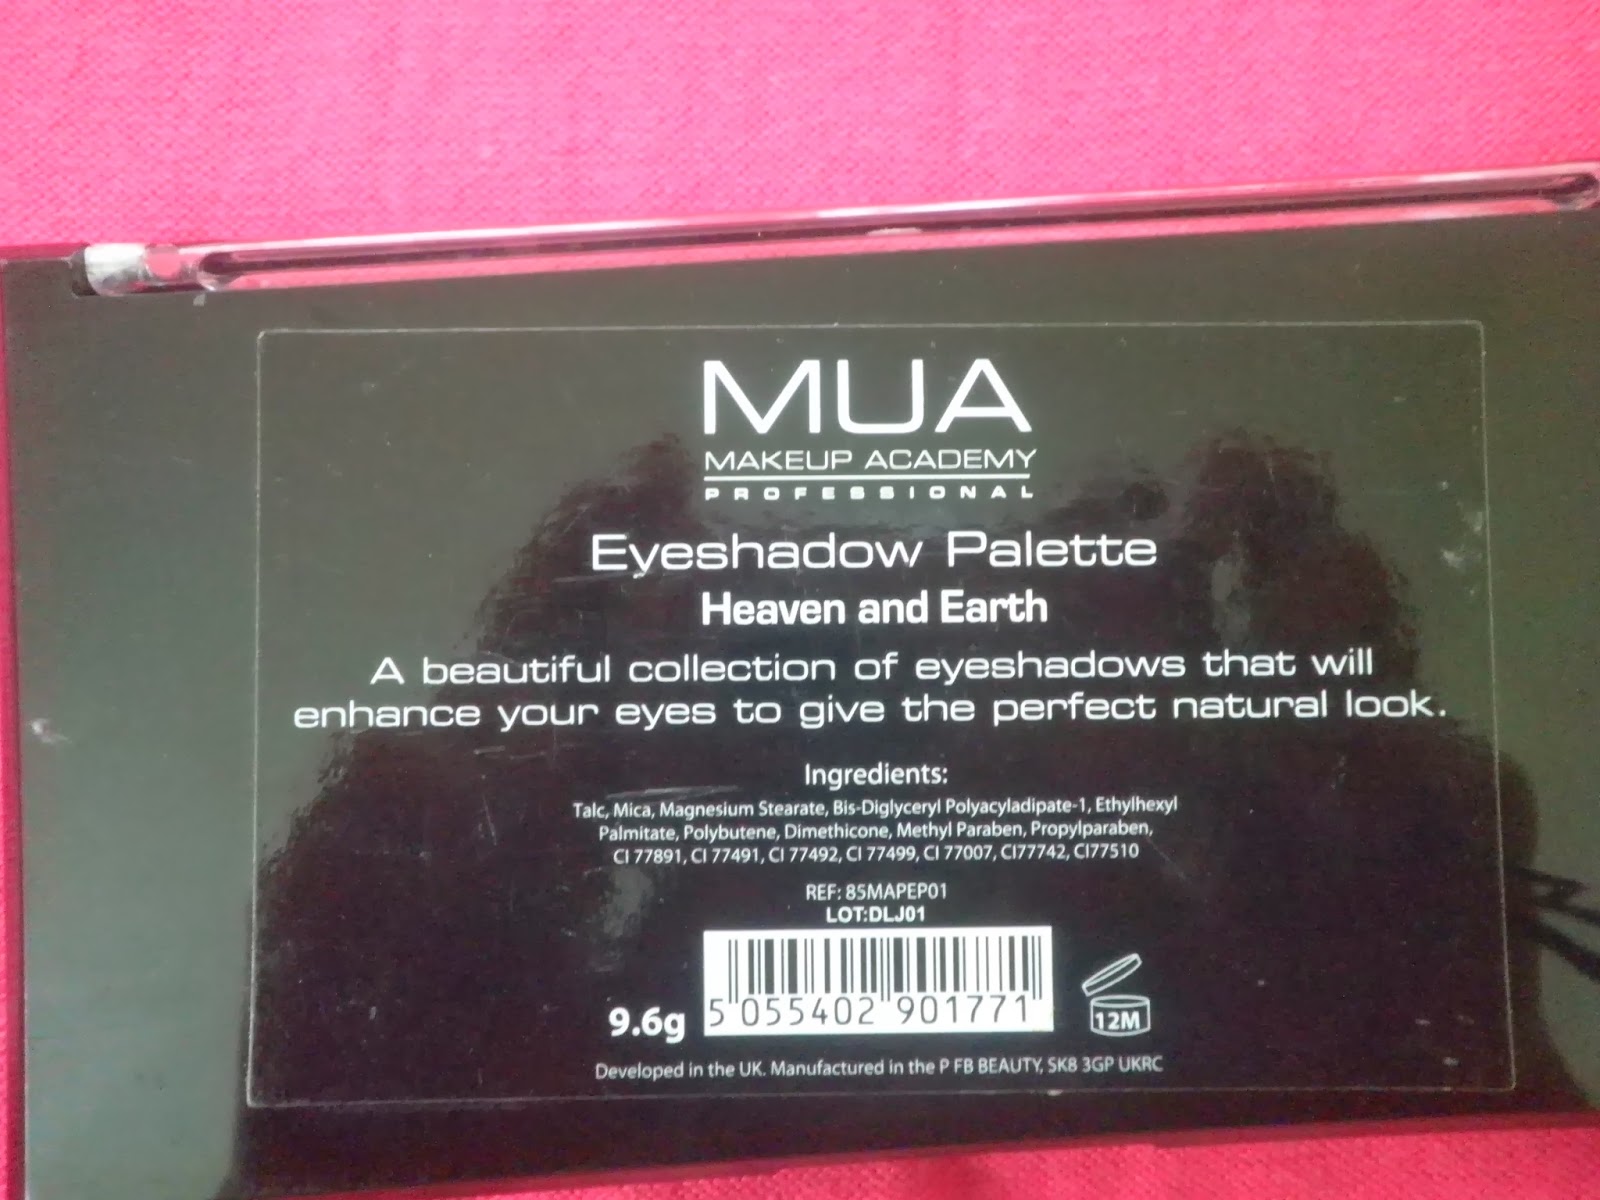 MUA
MAKEUP ACADEMY
PROFESSIONAL
Eyeshadow Palette
Heaven and Earth
A beautiful collection of eyeshadows that will
enhance your eyes to give the perfect natural look.
Ingredients:
Talc, Mica, Magnesium Stearate, Bis-Diglyceryl Polyacyladipate-1, Ethylhexyl
Palmitate, Polybutene, Dimethicone, Methyl Paraben, Propylparaben,
CI 77891, CI 77491, CI 77492, CI 77499, CI 77007, CI77742, CI77510
REF: 85MAPEP01
LOT:DLJ01
9.6g
5 055402 901771
12M
Developed in the UK. Manufactured in the P FB BEAUTY, SK8 3GP UKRC